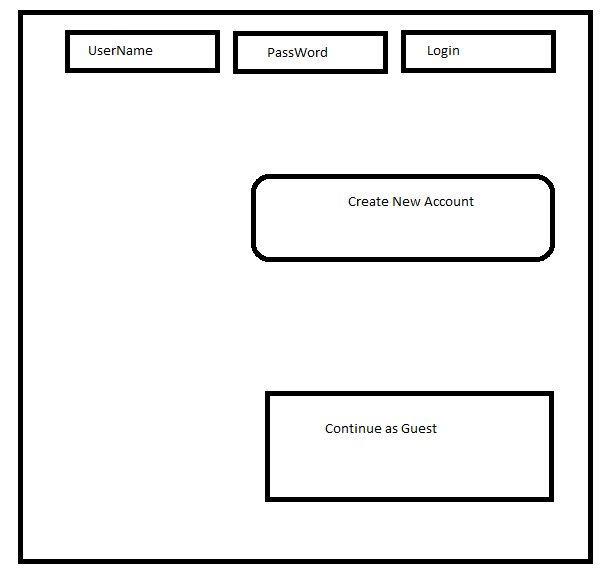 UserName
PassWord
Login
Create New Account
Continue as Guest